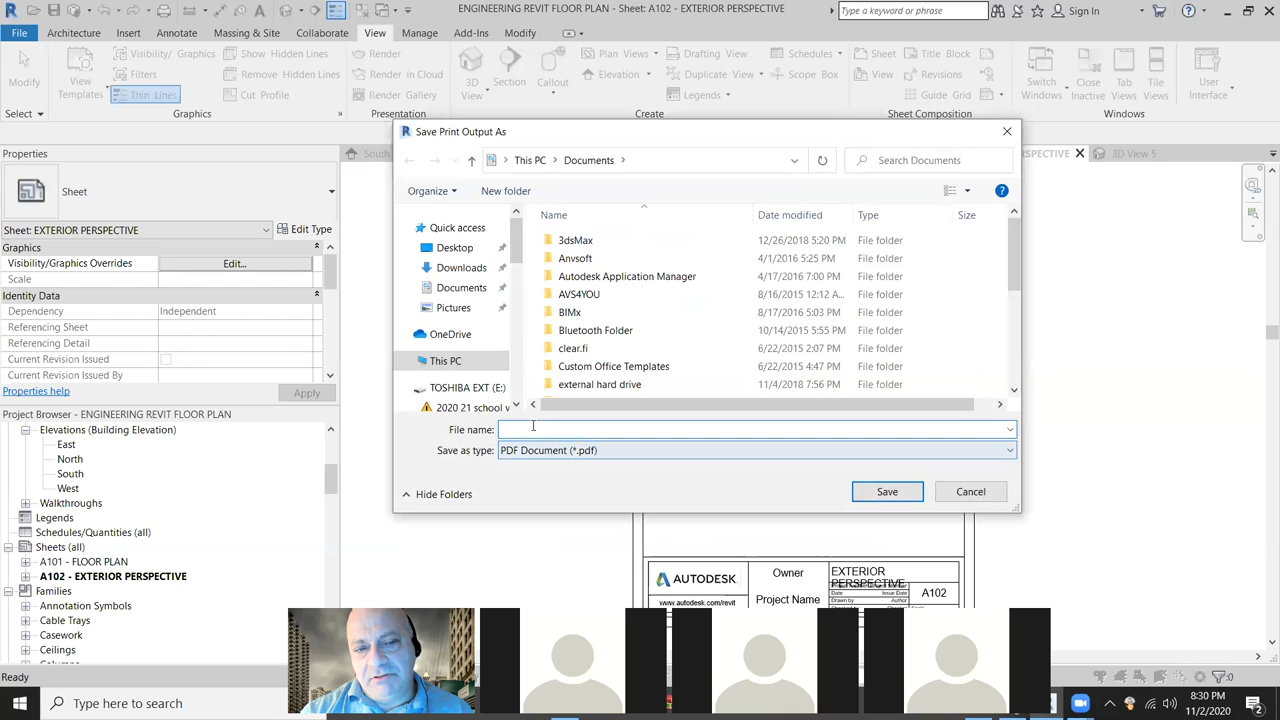 ENGINEERING REVIT FLOOR PLAN - Sheet: A102 - EXTERIOR PERSPECTIVE
Type a keyword or phrase
Sign In
File Architecture Insert Annotate Massing & Site Collaborate View Manage Add-Ins Modify
Modify
View
Templates
Visibility/ Graphics
Filters
Thin Lines
Show Hidden Lines
Remove Hidden Lines
Cut Profile
Render
Render in Cloud
Render Gallery
3D
View
Section
Callout
Plan Views
Elevation
Drafting View
Duplicate View
Legends
Schedules
Scope Box
Sheet
View
Title Block
Revisions
Guide Grid
Switch
Windows
Close
Inactive
Tab
Views
Tile
Views
User
Interface
Select
Graphics
Presentation
Create
Sheet Composition
Windows
Properties
South
3D View 5
Sheet
Sheet: EXTERIOR PERSPECTIVE
Edit Type
Graphics
Visibility/Graphics Overrides
Edit...
Scale
Identity Data
Dependency
Independent
Referencing Sheet
Referencing Detail
Current Revision Issued
Current Revision Issued By
Properties help
Apply
Project Browser - ENGINEERING REVIT FLOOR PLAN
Elevations (Building Elevation)
East
North
South
West
Walkthroughs
Legends
Schedules/Quantities (all)
Sheets (all)
A101 - FLOOR PLAN
A102 - EXTERIOR PERSPECTIVE
Families
Annotation Symbols
Cable Trays
Casework
Ceilings
Save Print Output As
This PC
Documents
Search Documents
Organize
New folder
Quick access
Desktop
Downloads
Documents
Pictures
OneDrive
This PC
TOSHIBA EXT (E:)
2020 21 school
Name Date modified Type Size
3dsMax 12/26/2018 5:20 PM File folder
Anvsoft 4/1/2016 5:25 PM File folder
Autodesk Application Manager 4/17/2016 7:00 PM File folder
AVS4YOU 8/16/2015 12:12 A... File folder
BIMx 8/17/2016 5:03 PM File folder
Bluetooth Folder 10/14/2015 5:55 PM File folder
clear.fi 6/22/2015 2:07 PM File folder
Custom Office Templates 6/22/2015 4:47 PM File folder
external hard drive 11/4/2018 7:56 PM File folder
File name:
Save as type: PDF Document (*.pdf)
Hide Folders
Save
Cancel
AUTODESK
www.autodesk.com/revit
Owner
Project Name
EXTERIOR
PERSPECTIVE
Date
Issue Date
Drawn by
Author
A102
Ready
:0
Type here to search
8:30 PM
11/2/2020
2